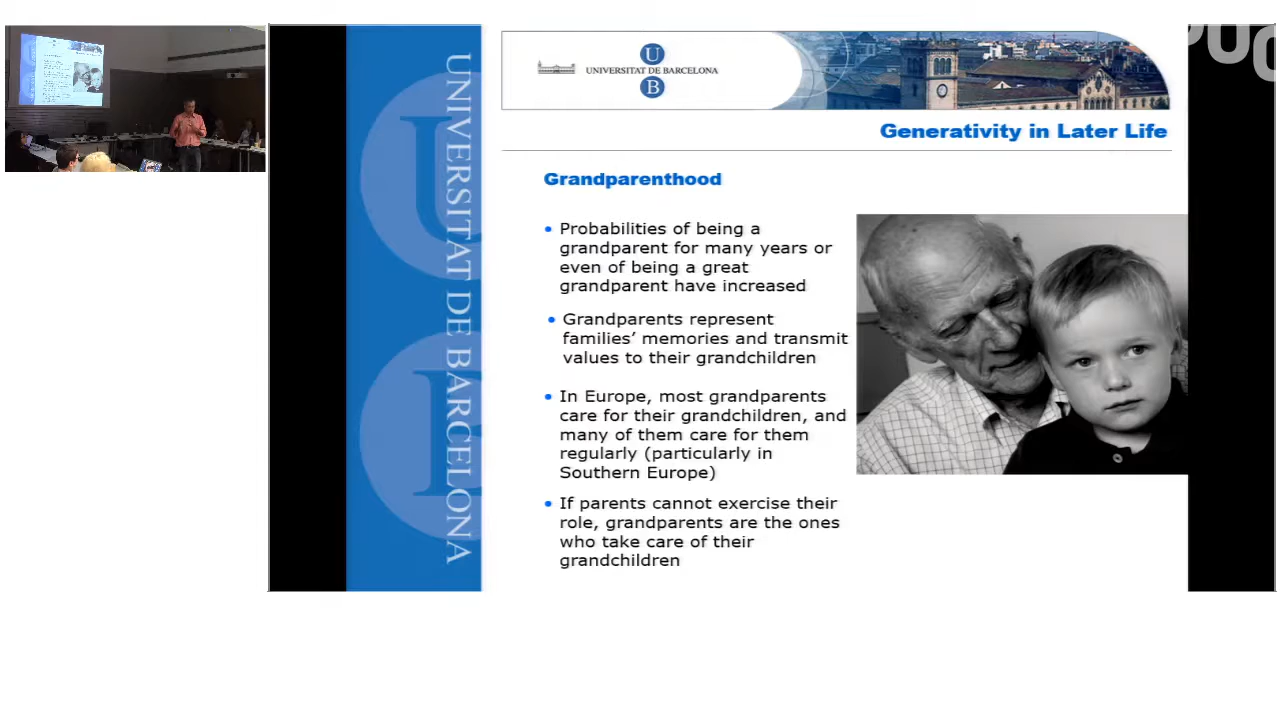 UNIVERSITAT DE BARCELONA
U
UNIVERSITAT DE BARCELONA
B
Generativity in Later Life
Grandparenthood
• Probabilities of being a
grandparent for many years or
even of being a great
grandparent have increased
• Grandparents represent
families’ memories and transmit
values to their grandchildren
• In Europe, most grandparents
care for their grandchildren, and
many of them care for them
regularly (particularly in
Southern Europe)
• If parents cannot exercise their
role, grandparents are the ones
who take care of their
grandchildren